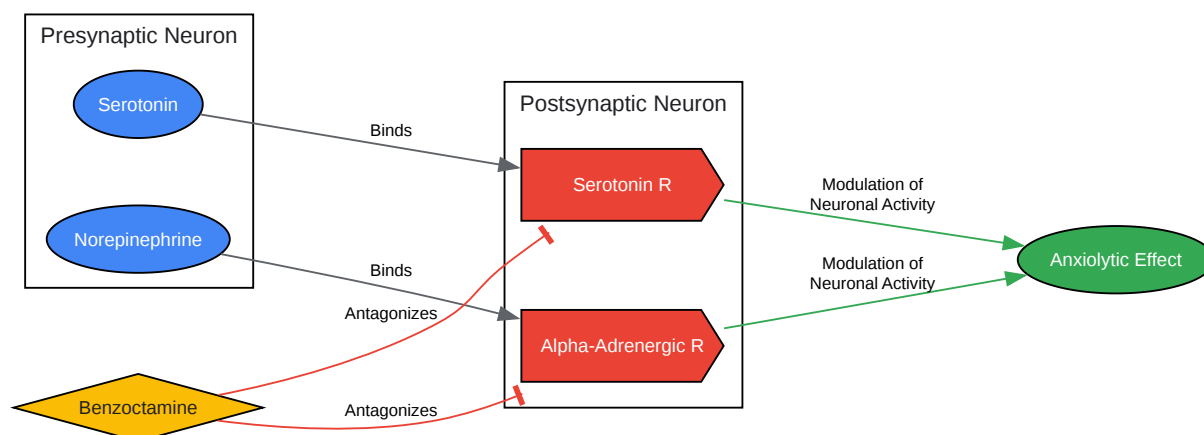 Presynaptic Neuron
Serotonin
Norepinephrine
Binds
Binds
Antagonizes
Antagonizes
Benzoctamine
Postsynaptic Neuron
Serotonin R
Alpha-Adrenergic R
Modulation of
Neuronal Activity
Modulation of
Neuronal Activity
Anxiolytic Effect